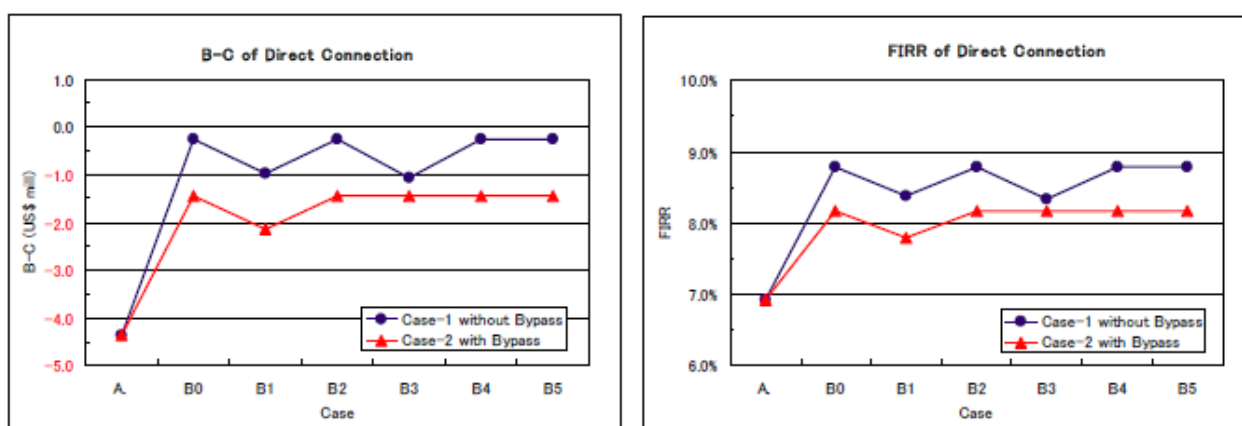 B-C of Direct Connection
1.0
0.0
-1.0
-2.0
-3.0
-4.0
-5.0
B-C (US$ mill)
Case-1 without Bypass
Case-2 with Bypass
A. B0 B1 B2 B3 B4 B5
Case
FIRR of Direct Connection
10.0%
9.0%
8.0%
7.0%
6.0%
FIRR
Case-1 without Bypass
Case-2 with Bypass
A. B0 B1 B2 B3 B4 B5
Case